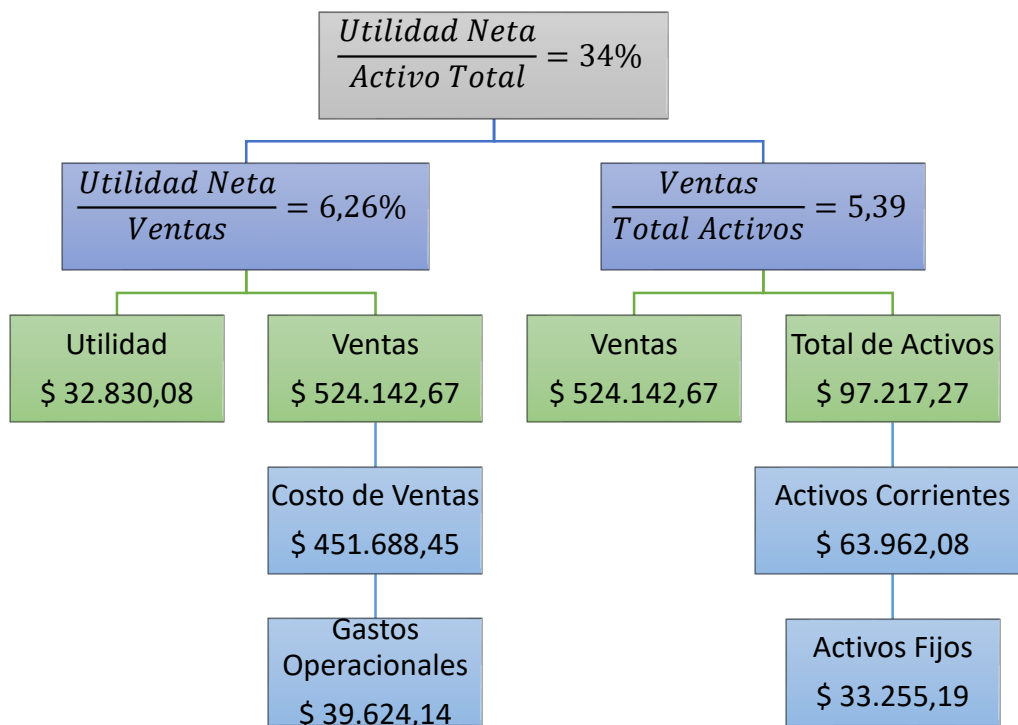 Utilidad Neta
Activo Total = 34%
Utilidad Neta
Ventas = 6,26%
Ventas
Total Activos = 5,39
Utilidad
$ 32.830,08
Ventas
$ 524.142,67
Ventas
$ 524.142,67
Total de Activos
$ 97.217,27
Costo de Ventas
$ 451.688,45
Activos Corrientes
$ 63.962,08
Gastos
Operacionales
$ 39.624,14
Activos Fijos
$ 33.255,19